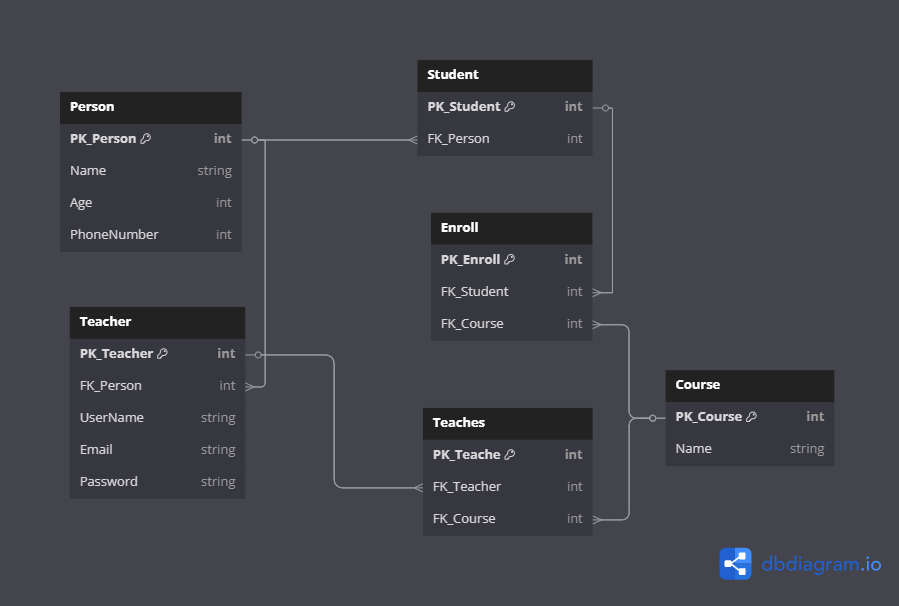 Person
PK_Person int
Name string
Age int
PhoneNumber int
Student
PK_Student int
FK_Person int
Enroll
PK_Enroll int
FK_Student int
FK_Course int
Teacher
PK_Teacher int
FK_Person int
UserName string
Email string
Password string
Teaches
PK_Teache int
FK_Teacher int
FK_Course int
Course
PK_Course int
Name string
dbdiagram.io